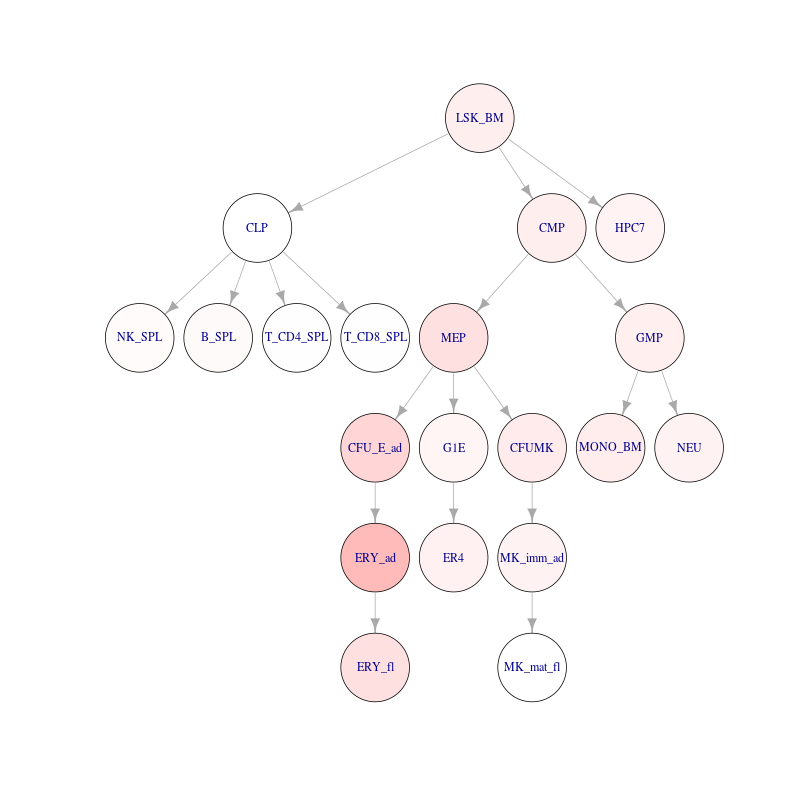 LSK_BM
CLP
CMP
HPC7
NK_SPL
B_SPL
T_CD4_SPL
T_CD8_SPL
MEP
GMP
CFU_E_ad
G1E
CFUMK
MONO_BM
NEU
ERY_ad
ER4
MK_imm_ad
ERY_fl
MK_mat_fl